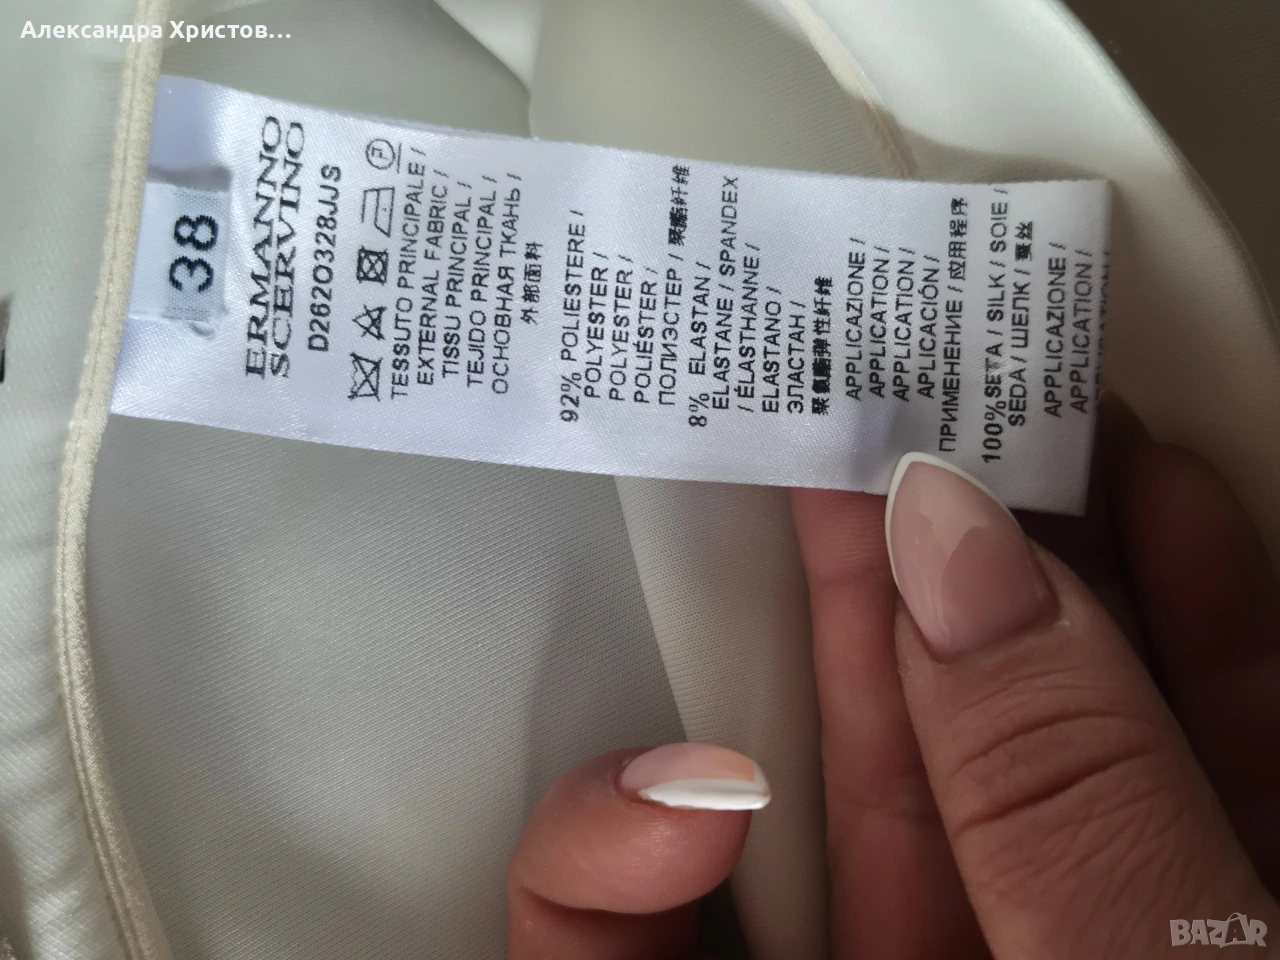 Александра Христов...
38
ERMANNO
SCERVINO
D262O328JJS
P
TESSUTO PRINCIPALE /
EXTERNAL FABRIC /
TISSU PRINCIPAL /
TEJIDO PRINCIPAL /
ОСНОВНАЯ ТКАНЬ /
外部面料
92% POLIESTERE /
POLYESTER /
POLYESTER /
POLIÉSTER /
ПОЛИЭСТЕР / 聚酯纤维
8% ELASTAN /
ELASTANE / SPANDEX
/ ÉLASTHANNE /
ELASTANO /
ЭЛАСТАН /
聚氨酯弹性纤维
APPLICAZIONE /
APPLICATION /
APPLICATION /
APLICACIÓN /
ПРИМЕНЕНИЕ / 应用程序
100%SETA / SILK / SOIE /
SEDA / ШЕЛК / 蚕丝
APPLICAZIONE /
APPLICATION /
BAZAR